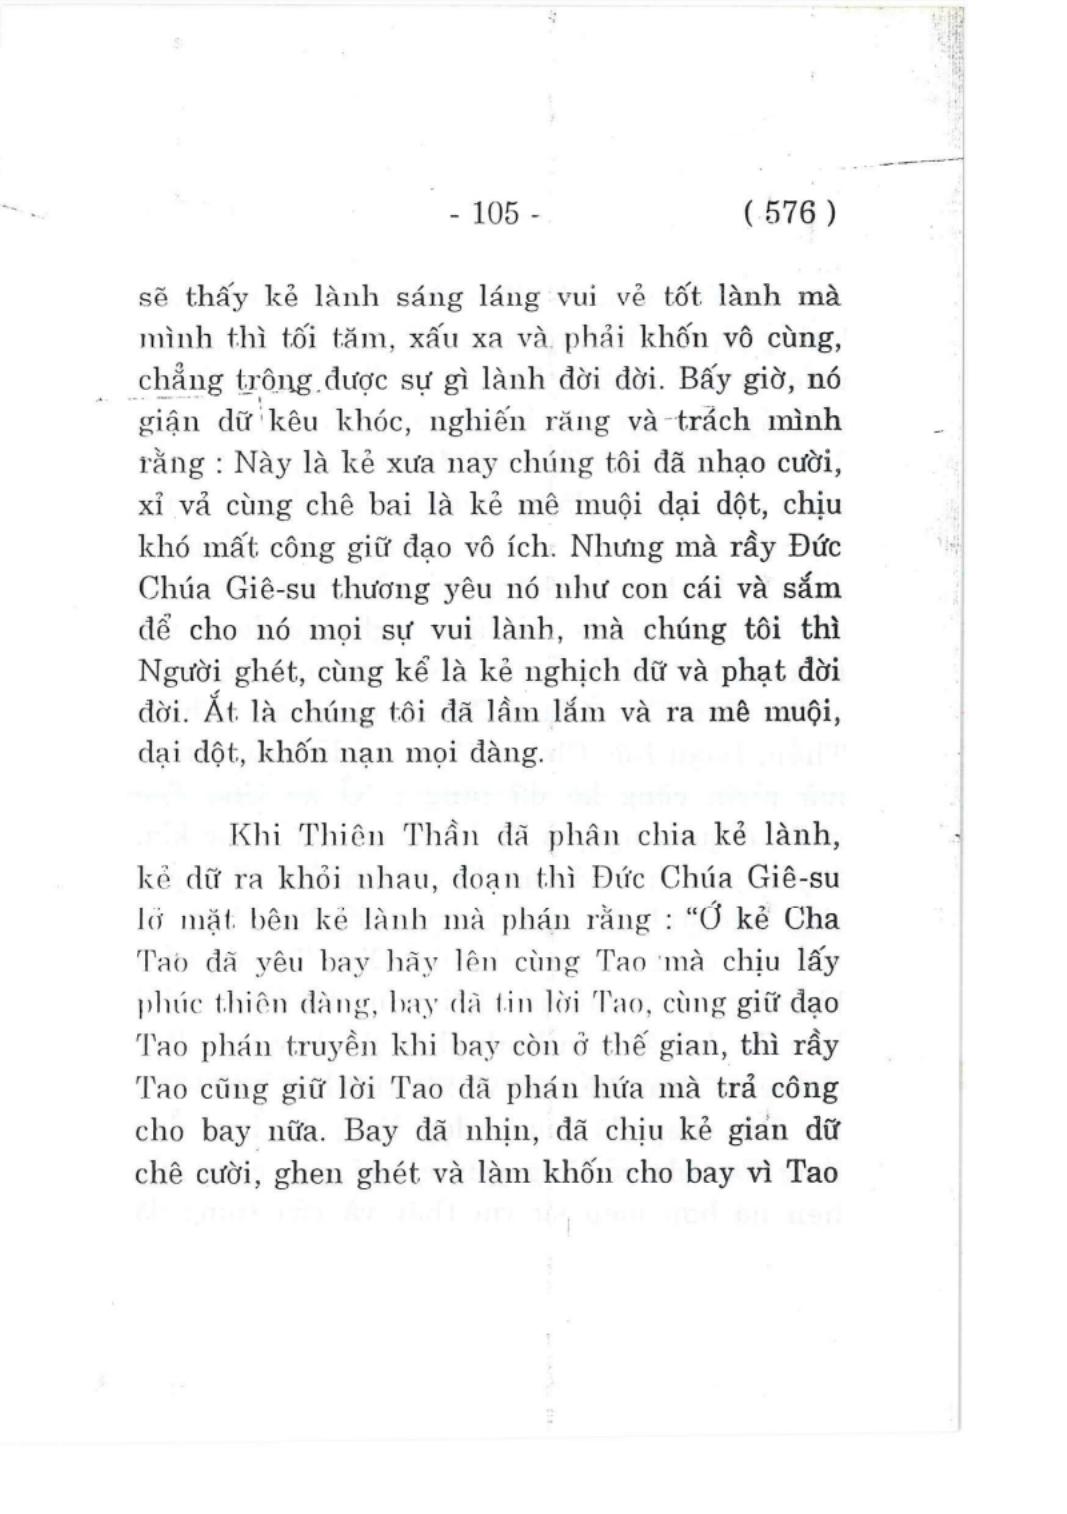 - 105 - ( 576 )
sẽ thấy kẻ lành sáng láng vui vẻ tốt lành mà
mình thì tối tăm, xấu xa và phải khốn vô cùng,
chẳng trông được sự gì lành đời đời. Bấy giờ, nó
giận dữ kêu khóc, nghiến răng và trách mình
rằng : Này là kẻ xưa nay chúng tôi đã nhạo cười,
xỉ vả cùng chê bai là kẻ mê muội dại dột, chịu
khó mất công giữ đạo vô ích. Nhưng mà rầy Đức
Chúa Giê-su thương yêu nó như con cái và sắm
để cho nó mọi sự vui lành, mà chúng tôi thì
Người ghét, cùng kể là kẻ nghịch dữ và phạt đời
đời. Ắt là chúng tôi đã lầm lắm và ra mê muội,
dại dột, khốn nạn mọi đàng.
Khi Thiên Thần đã phân chia kẻ lành,
kẻ dữ ra khỏi nhau, đoạn thì Đức Chúa Giê-su
lở mặt bên kẻ lành mà phán rằng : “Ớ kẻ Cha
Tao đã yêu bay hãy lên cùng Tao mà chịu lấy
phúc thiên đàng, bay đã tin lời Tao, cùng giữ đạo
Tao phán truyền khi bay còn ở thế gian, thì rầy
Tao cũng giữ lời Tao đã phán hứa mà trả công
cho bay nữa. Bay đã nhịn, đã chịu kẻ gian dữ
chê cười, ghen ghét và làm khốn cho bay vì Tao